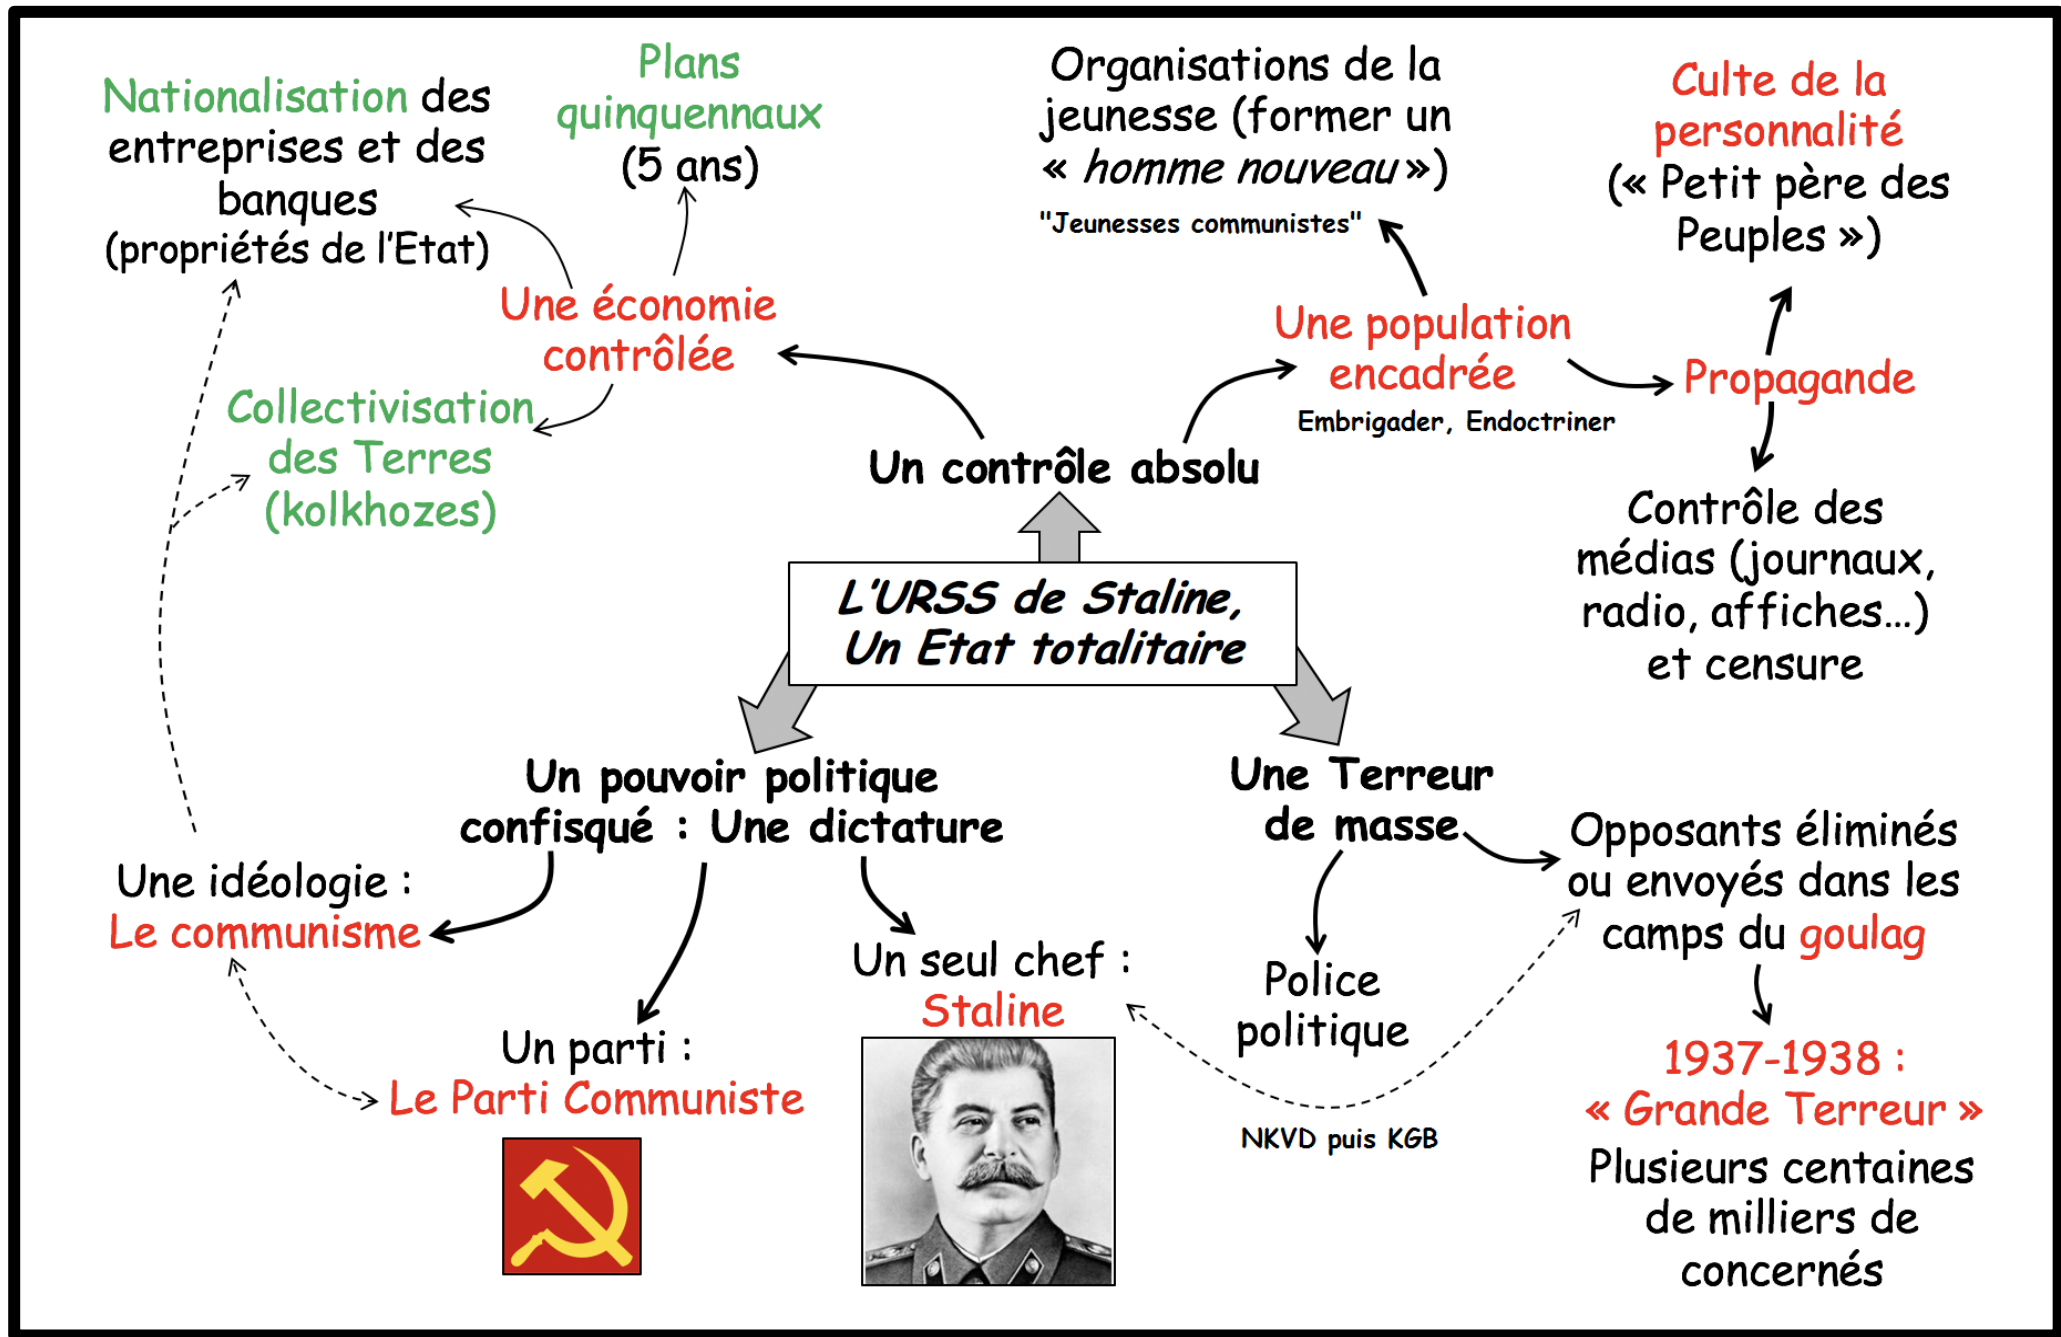 Nationalisation des
entreprises et des
banques
(propriétés de l’Etat)
Plans
quinquennaux
(5 ans)
Organisations de la
jeunesse (former un
« homme nouveau »)
"Jeunesses communistes"
Culte de la
personnalité
(« Petit père des
Peuples »)
Une économie
contrôlée
Une population
encadrée
Embrigader, Endoctriner
Propagande
Collectivisation
des Terres
(kolkhozes)
Un contrôle absolu
Contrôle des
médias (journaux,
radio, affiches…)
et censure
L’URSS de Staline,
Un Etat totalitaire
Un pouvoir politique
confisqué : Une dictature
Une Terreur
de masse
Une idéologie :
Le communisme
Un parti :
Le Parti Communiste
Un seul chef :
Staline
Police
politique
NKVD puis KGB
Opposants éliminés
ou envoyés dans les
camps du goulag
1937-1938 :
« Grande Terreur »
Plusieurs centaines
de milliers de
concernés